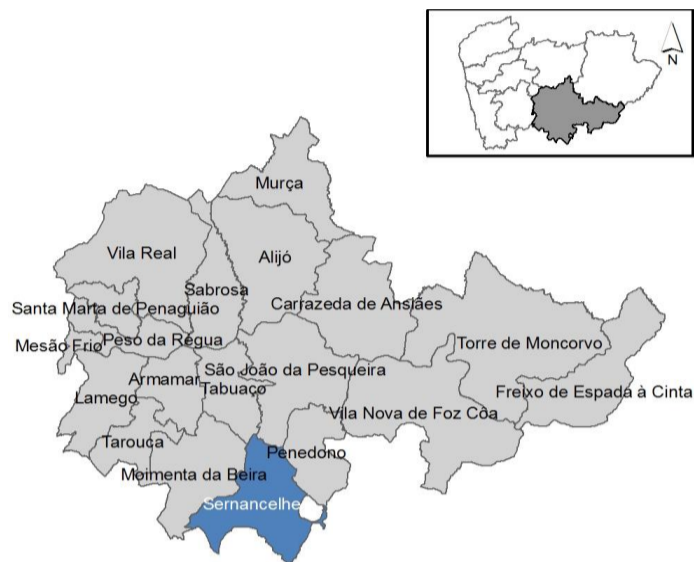 N
Murça
Vila Real
Alijó
Sabrosa
Santa Marta de Penaguião
Carrazeda de Ansiães
Mesão Frio
Peso da Régua
Torre de Moncorvo
São João da Pesqueira
Armamar
Tabuaço
Freixo de Espada à Cinta
Lamego
Vila Nova de Foz Côa
Tarouca
Penedono
Moimenta da Beira
Sernancelhe